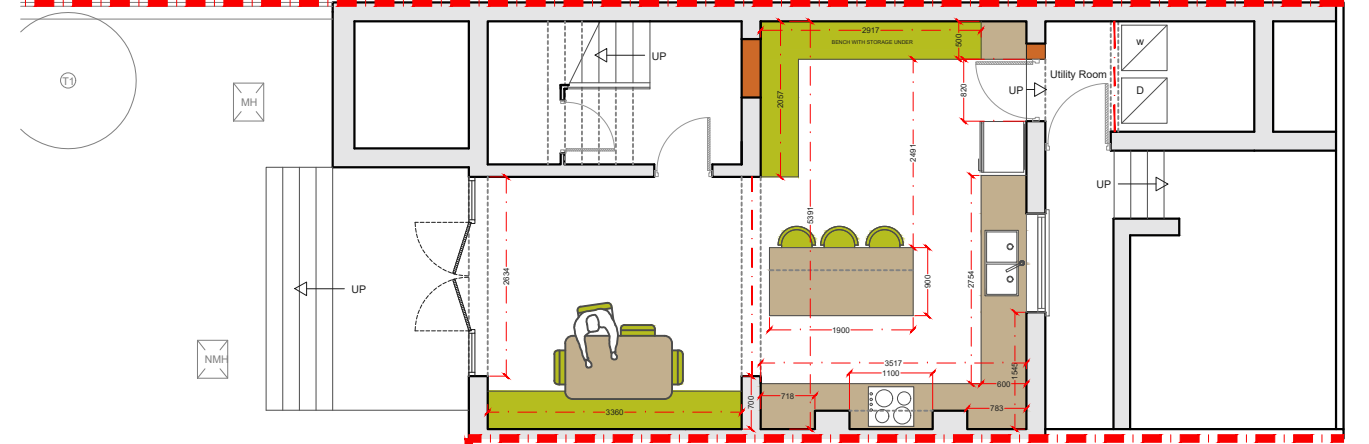 T1
MH
NMH
UP
UP
2634
3360
700
2917
BENCH WITH STORAGE UNDER
500
2057
820
2491
5391
UP
Utility Room
W
D
UP
2754
900
1900
3517
1100
718
600
783
1545